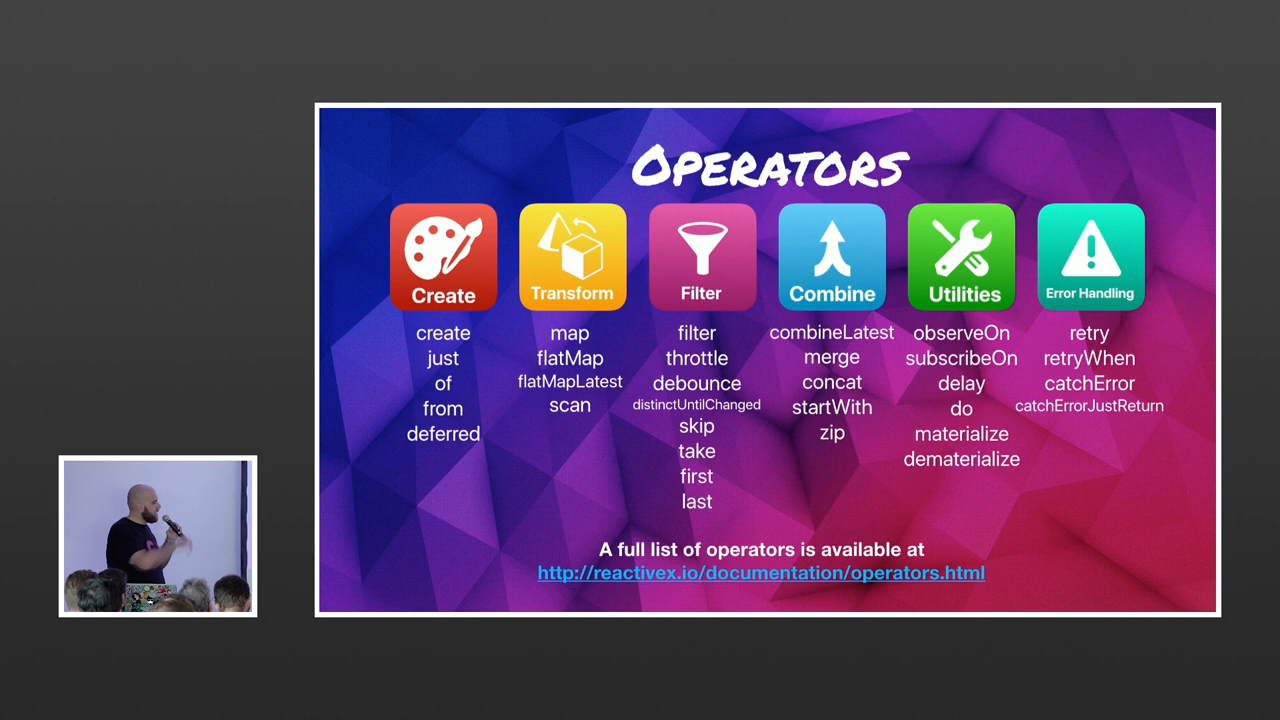 OPERATORS
Create
create
just
of
from
deferred
Transform
map
flatMap
flatMapLatest
scan
Filter
filter
throttle
debounce
distinctUntilChanged
skip
take
first
last
Combine
combineLatest
merge
concat
startWith
zip
Utilities
observeOn
subscribeOn
delay
do
materialize
dematerialize
Error Handling
retry
retryWhen
catchError
catchErrorJustReturn
A full list of operators is available at
http://reactivex.io/documentation/operators.html